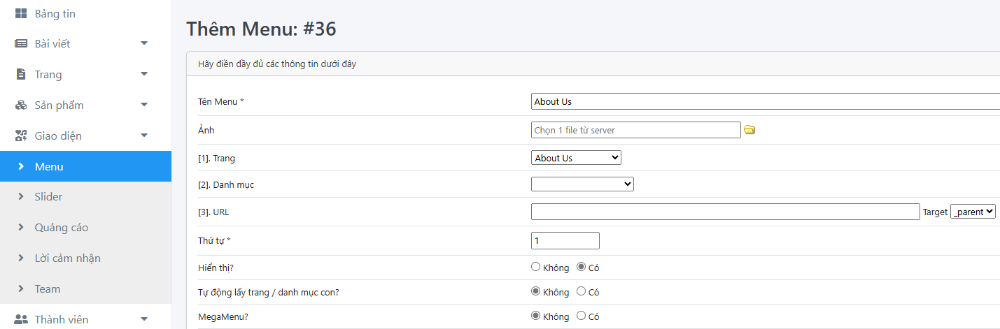 Bảng tin
Bài viết
Trang
Sản phẩm
Giao diện
Menu
Slider
Quảng cáo
Lời cảm nhận
Team
Thành viên
Thêm Menu: #36
Hãy điền đầy đủ các thông tin dưới đây
Tên Menu * About Us
Ảnh Chọn 1 file từ server
[1]. Trang About Us
[2]. Danh mục
[3]. URL Target _parent
Thứ tự * 1
Hiển thị? Không Có
Tự động lấy trang / danh mục con? Không Có
MegaMenu? Không Có